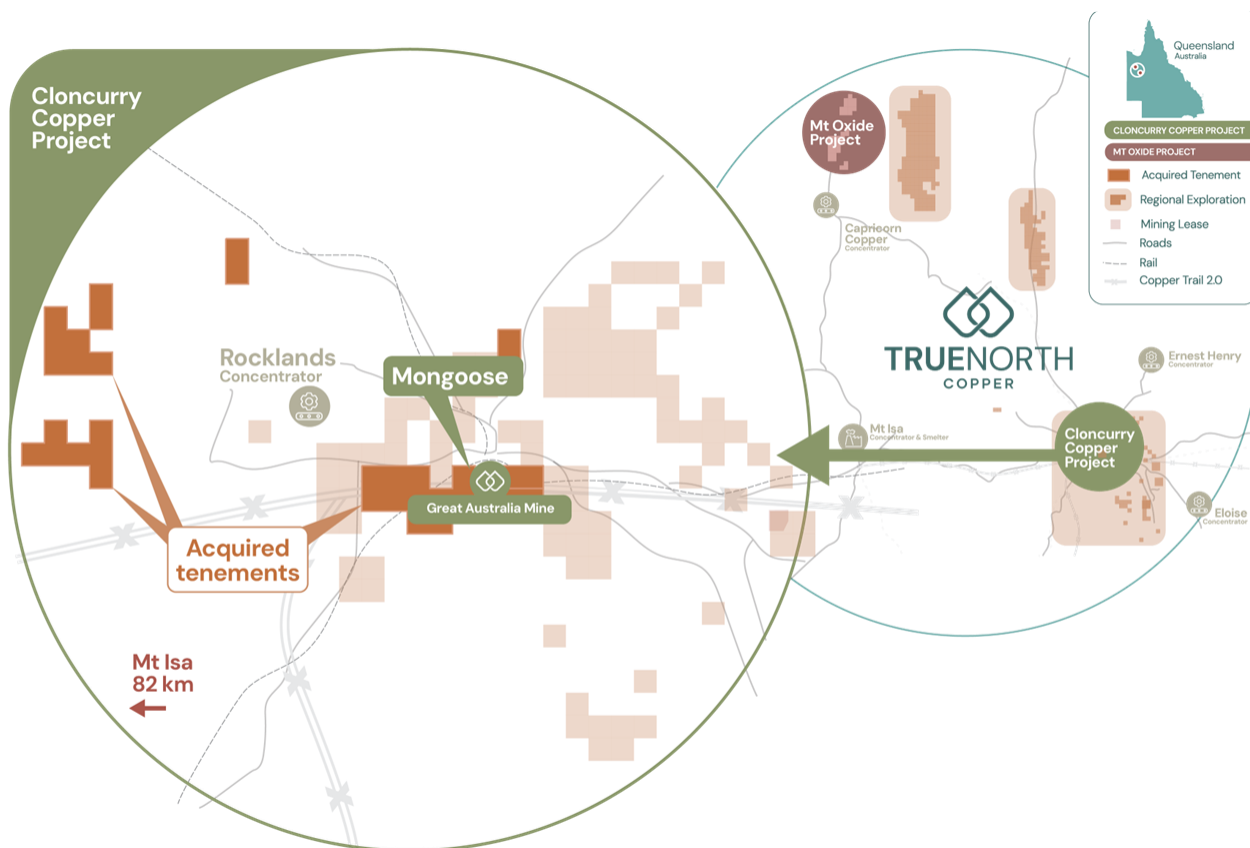 Cloncurry
Copper
Project
Rocklands
Concentrator
Mongoose
Great Australia Mine
Acquired
tenements
Mt Isa
82 km
Mt Oxide
Project
Capricorn
Copper
Concentrator
TRUENORTH
COPPER
Ernest Henry
Concentrator
Mt Isa
Concentrator & Smelter
Cloncurry
Copper
Project
Eloise
Concentrator
Queensland
Australia
CLONCURRY COPPER PROJECT
MT OXIDE PROJECT
Acquired Tenement
Regional Exploration
Mining Lease
Roads
Rail
Copper Trail 2.0